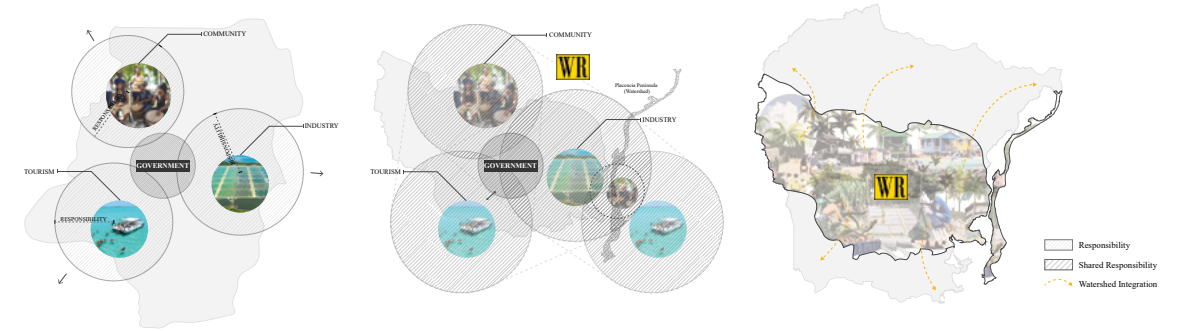 COMMUNITY
RESPONS
INDUSTRY
GOVERNMENT
TOURISM
RESPONSIBILITY
COMMUNITY
WR
Placencia Peninsula
(Watershed)
INDUSTRY
GOVERNMENT
TOURISM
WR
Responsibility
Shared Responsibility
Watershed Integration